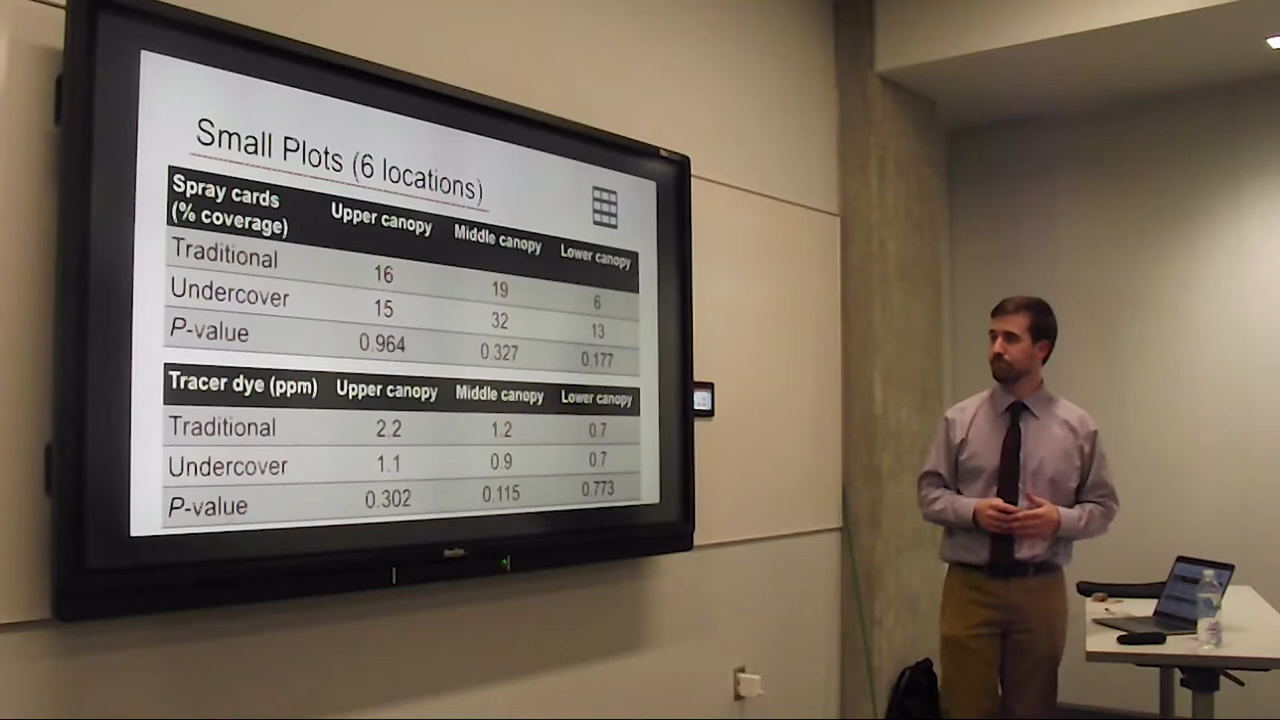 Small Plots (6 locations)
Spray cards (% coverage) Upper canopy Middle canopy Lower canopy
Traditional 16 19 6
Undercover 15 32 13
P-value 0.964 0.327 0.177
Tracer dye (ppm) Upper canopy Middle canopy Lower canopy
Traditional 2.2 1.2 0.7
Undercover 1.1 0.9 0.7
P-value 0.302 0.115 0.773